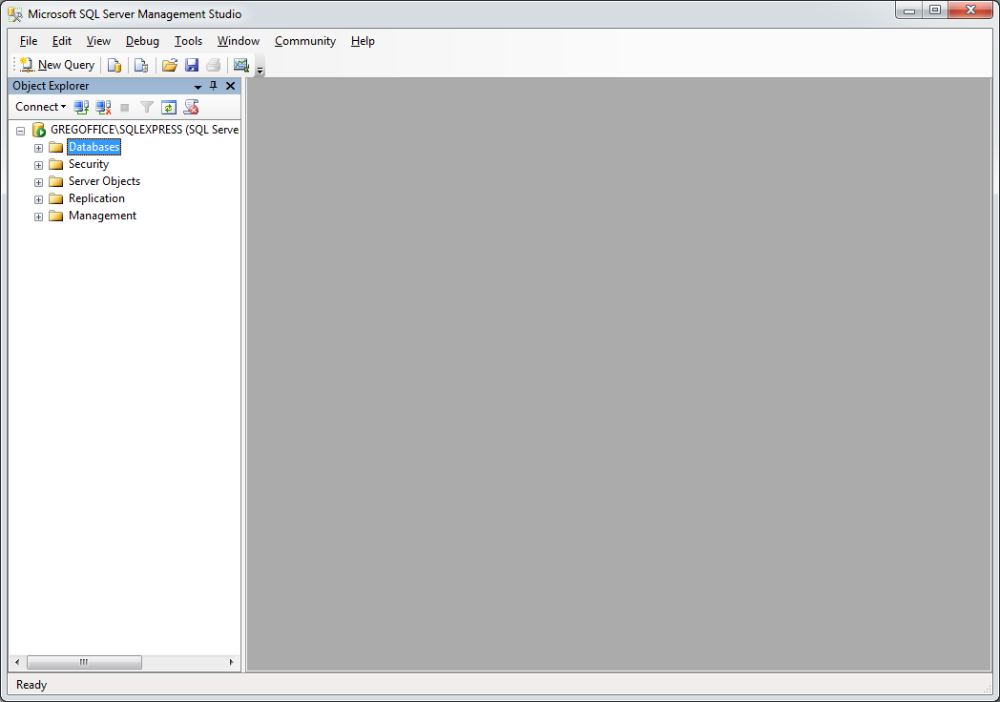 Microsoft SQL Server Management Studio
File Edit View Debug Tools Window Community Help
New Query
Object Explorer
Connect
GREGOFFICE\SQLEXPRESS (SQL Serve
Databases
Security
Server Objects
Replication
Management
Ready